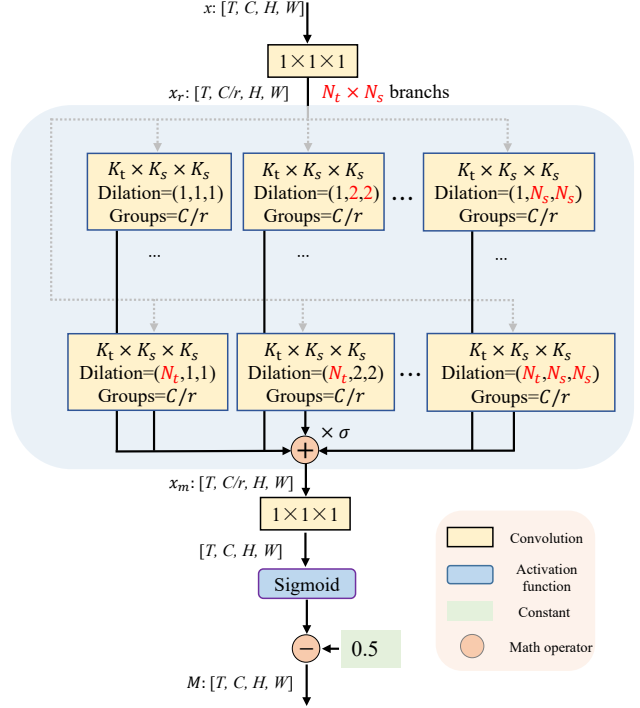 x: [T, C, H, W]
1×1×1
x_r: [T, C/r, H, W]
N_t × N_s branchs
K_t × K_s × K_s
Dilation=(1,1,1)
Groups=C/r
K_t × K_s × K_s
Dilation=(1,2,2)
Groups=C/r
...
K_t × K_s × K_s
Dilation=(1,N_s,N_s)
Groups=C/r
...
...
...
K_t × K_s × K_s
Dilation=(N_t,1,1)
Groups=C/r
K_t × K_s × K_s
Dilation=(N_t,2,2)
Groups=C/r
...
K_t × K_s × K_s
Dilation=(N_t,N_s,N_s)
Groups=C/r
× σ
+
x_m: [T, C/r, H, W]
1×1×1
[T, C, H, W]
Sigmoid
−
0.5
M: [T, C, H, W]
Convolution
Activation
function
Constant
Math operator